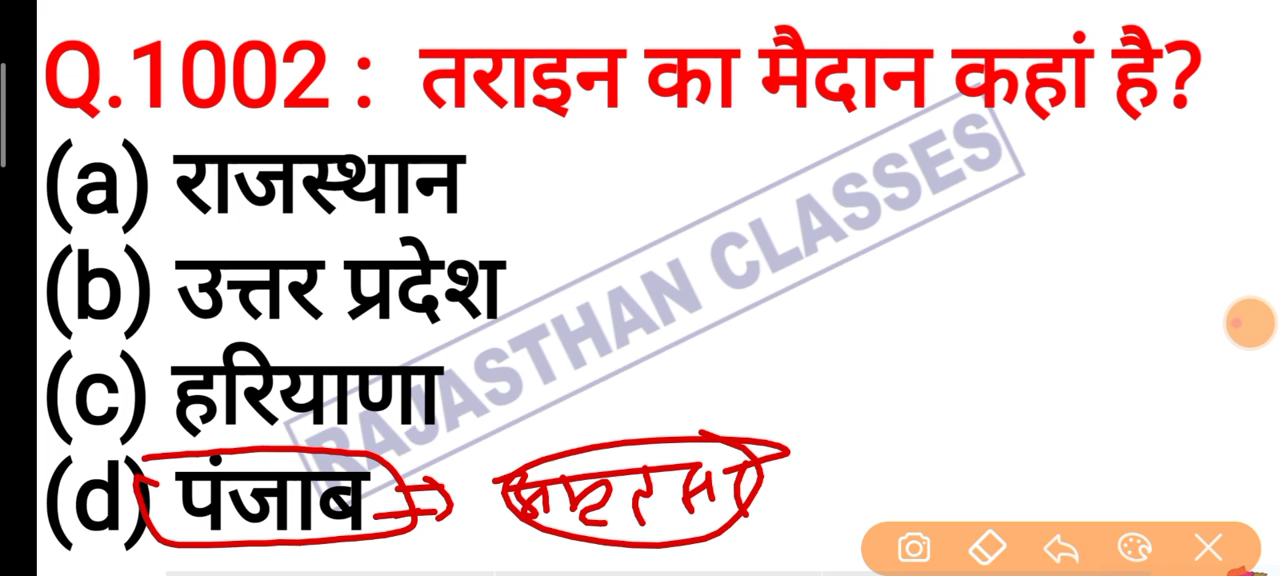 Q.1002 : तराइन का मैदान कहां है?
(a) राजस्थान
(b) उत्तर प्रदेश
(c) हरियाणा
(d) पंजाब
RAJASTHAN CLASSES